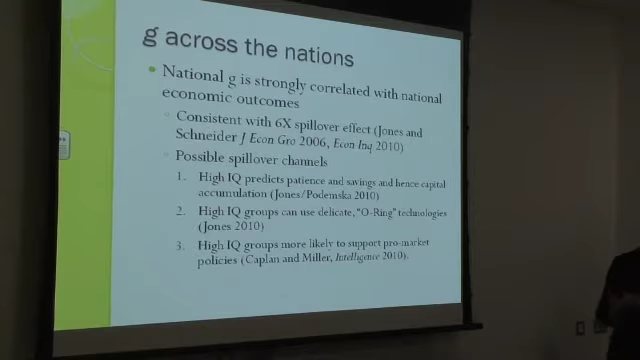 g across the nations
National g is strongly correlated with national
economic outcomes
Consistent with 6X spillover effect (Jones and
Schneider J Econ Gro 2006, Econ Inq 2010)
Possible spillover channels
1. High IQ predicts patience and savings and hence capital
accumulation (Jones/Podemska 2010)
2. High IQ groups can use delicate, "O-Ring" technologies
(Jones 2010)
3. High IQ groups more likely to support pro-market
policies (Caplan and Miller, Intelligence 2010).